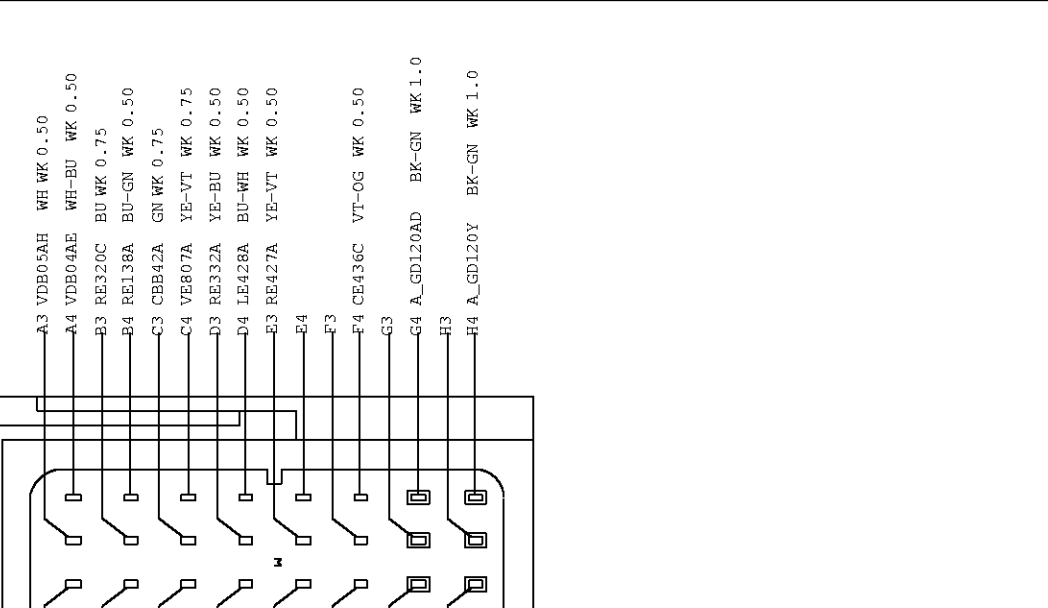 A3 VDB05AH WH WK 0.50
A4 VDB04AE WH-BU WK 0.50
B3 RE320C BU WK 0.75
B4 RE138A BU-GN WK 0.50
C3 CBB42A GN WK 0.75
C4 VE807A YE-VT WK 0.75
D3 RE332A YE-BU WK 0.50
D4 LE428A BU-WH WK 0.50
E3 RE427A YE-VT WK 0.50
E4
F3
F4 CE436C VT-OG WK 0.50
G3
G4 A_GD120AD BK-GN WK 1.0
H3
H4 A_GD120Y BK-GN WK 1.0